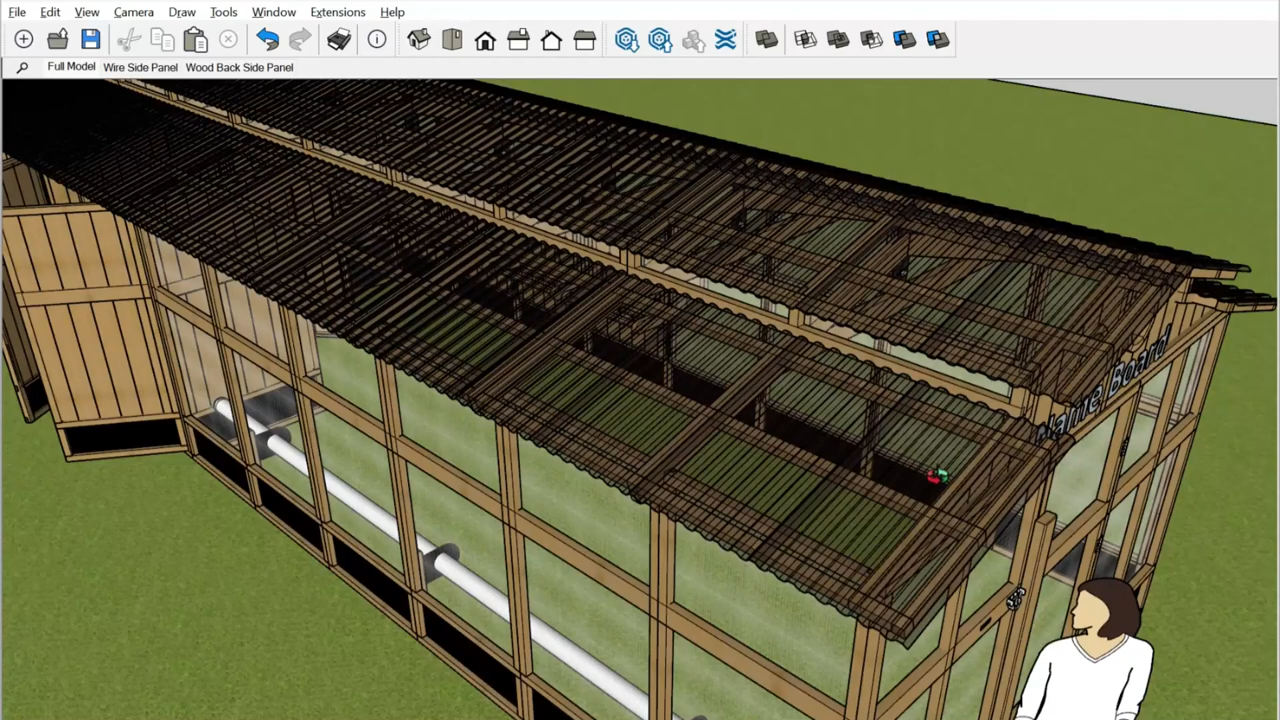 File Edit View Camera Draw Tools Window Extensions Help
Full Model Wire Side Panel Wood Back Side Panel
Name Board